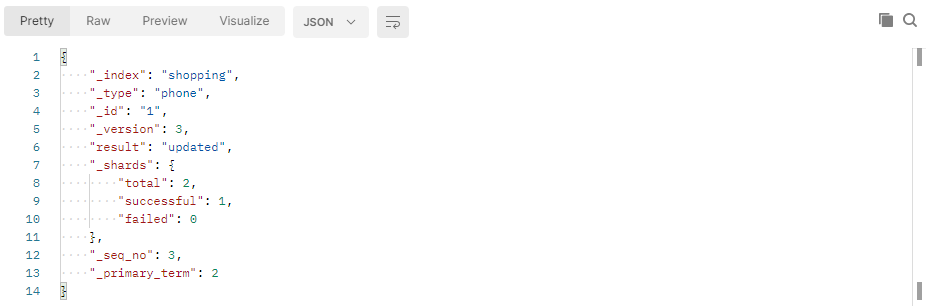 Pretty Raw Preview Visualize JSON
1 {
2 "_index": "shopping",
3 "_type": "phone",
4 "_id": "1",
5 "_version": 3,
6 "result": "updated",
7 "_shards": {
8 "total": 2,
9 "successful": 1,
10 "failed": 0
11 },
12 "_seq_no": 3,
13 "_primary_term": 2
14 }